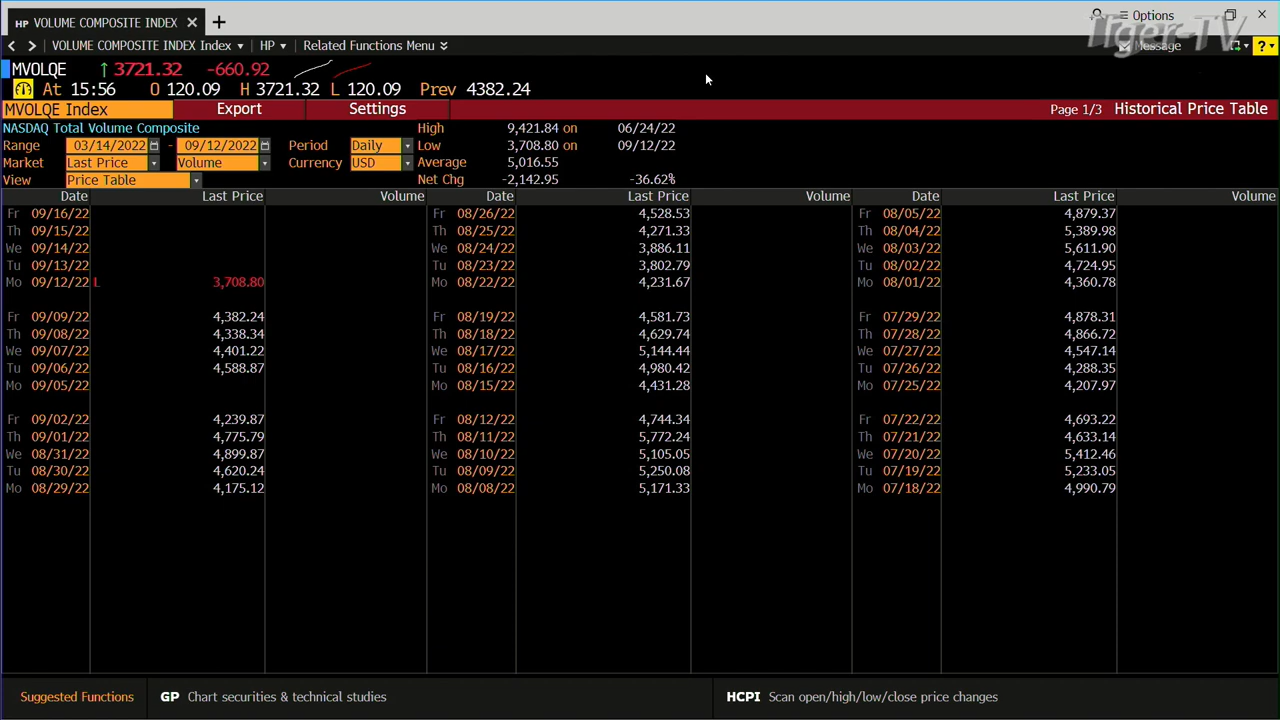 HP VOLUME COMPOSITE INDEX × +
Options
VOLUME COMPOSITE INDEX Index HP Related Functions Menu
Message
Tiger-TV
MVOLQE ↑ 3721.32 -660.92
At 15:56 O 120.09 H 3721.32 L 120.09 Prev 4382.24
MVOLQE Index Export Settings Page 1/3 Historical Price Table
NASDAQ Total Volume Composite High 9,421.84 on 06/24/22
Range 03/14/2022 - 09/12/2022 Period Daily Low 3,708.80 on 09/12/22
Market Last Price Volume Currency USD Average 5,016.55
View Price Table Net Chg -2,142.95 -36.62%
Date Last Price Volume Date Last Price Volume Date Last Price Volume
Fr 09/16/22 Fr 08/26/22 4,528.53 Fr 08/05/22 4,879.37
Th 09/15/22 Th 08/25/22 4,271.33 Th 08/04/22 5,389.98
We 09/14/22 We 08/24/22 3,886.11 We 08/03/22 5,611.90
Tu 09/13/22 Tu 08/23/22 3,802.79 Tu 08/02/22 4,724.95
Mo 09/12/22 L 3,708.80 Mo 08/22/22 4,231.67 Mo 08/01/22 4,360.78
Fr 09/09/22 4,382.24 Fr 08/19/22 4,581.73 Fr 07/29/22 4,878.31
Th 09/08/22 4,338.34 Th 08/18/22 4,629.74 Th 07/28/22 4,866.72
We 09/07/22 4,401.22 We 08/17/22 5,144.44 We 07/27/22 4,547.14
Tu 09/06/22 4,588.87 Tu 08/16/22 4,980.42 Tu 07/26/22 4,288.35
Mo 09/05/22 Mo 08/15/22 4,431.28 Mo 07/25/22 4,207.97
Fr 09/02/22 4,239.87 Fr 08/12/22 4,744.34 Fr 07/22/22 4,693.22
Th 09/01/22 4,775.79 Th 08/11/22 5,772.24 Th 07/21/22 4,633.14
We 08/31/22 4,899.87 We 08/10/22 5,105.05 We 07/20/22 5,412.46
Tu 08/30/22 4,620.24 Tu 08/09/22 5,250.08 Tu 07/19/22 5,233.05
Mo 08/29/22 4,175.12 Mo 08/08/22 5,171.33 Mo 07/18/22 4,990.79
Suggested Functions GP Chart securities & technical studies HCPI Scan open/high/low/close price changes